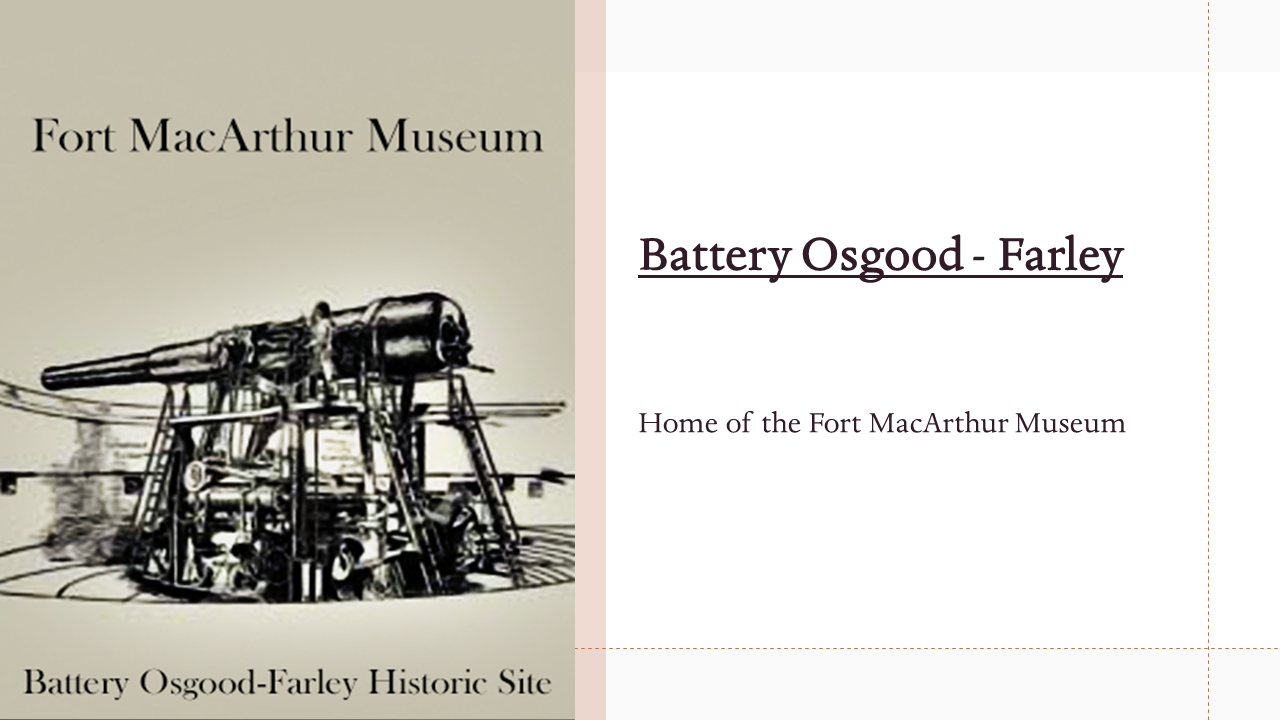 Fort MacArthur Museum
Battery Osgood-Farley Historic Site
Battery Osgood - Farley
Home of the Fort MacArthur Museum